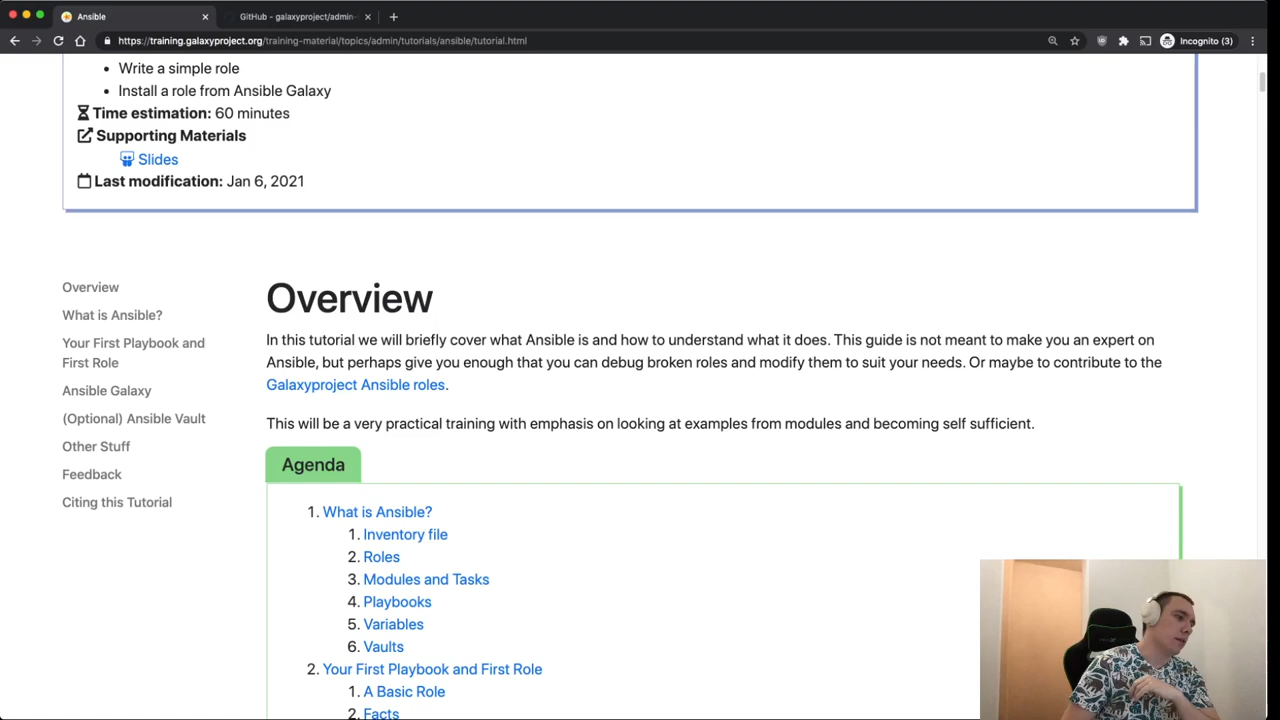 Ansible
GitHub - galaxyproject/admin-
https://training.galaxyproject.org/training-material/topics/admin/tutorials/ansible/tutorial.html
Incognito (3)
Write a simple role
Install a role from Ansible Galaxy
Time estimation: 60 minutes
Supporting Materials
Slides
Last modification: Jan 6, 2021
Overview
What is Ansible?
Your First Playbook and
First Role
Ansible Galaxy
(Optional) Ansible Vault
Other Stuff
Feedback
Citing this Tutorial
Overview
In this tutorial we will briefly cover what Ansible is and how to understand what it does. This guide is not meant to make you an expert on
Ansible, but perhaps give you enough that you can debug broken roles and modify them to suit your needs. Or maybe to contribute to the
Galaxyproject Ansible roles.
This will be a very practical training with emphasis on looking at examples from modules and becoming self sufficient.
Agenda
1. What is Ansible?
1. Inventory file
2. Roles
3. Modules and Tasks
4. Playbooks
5. Variables
6. Vaults
2. Your First Playbook and First Role
1. A Basic Role
2. Facts